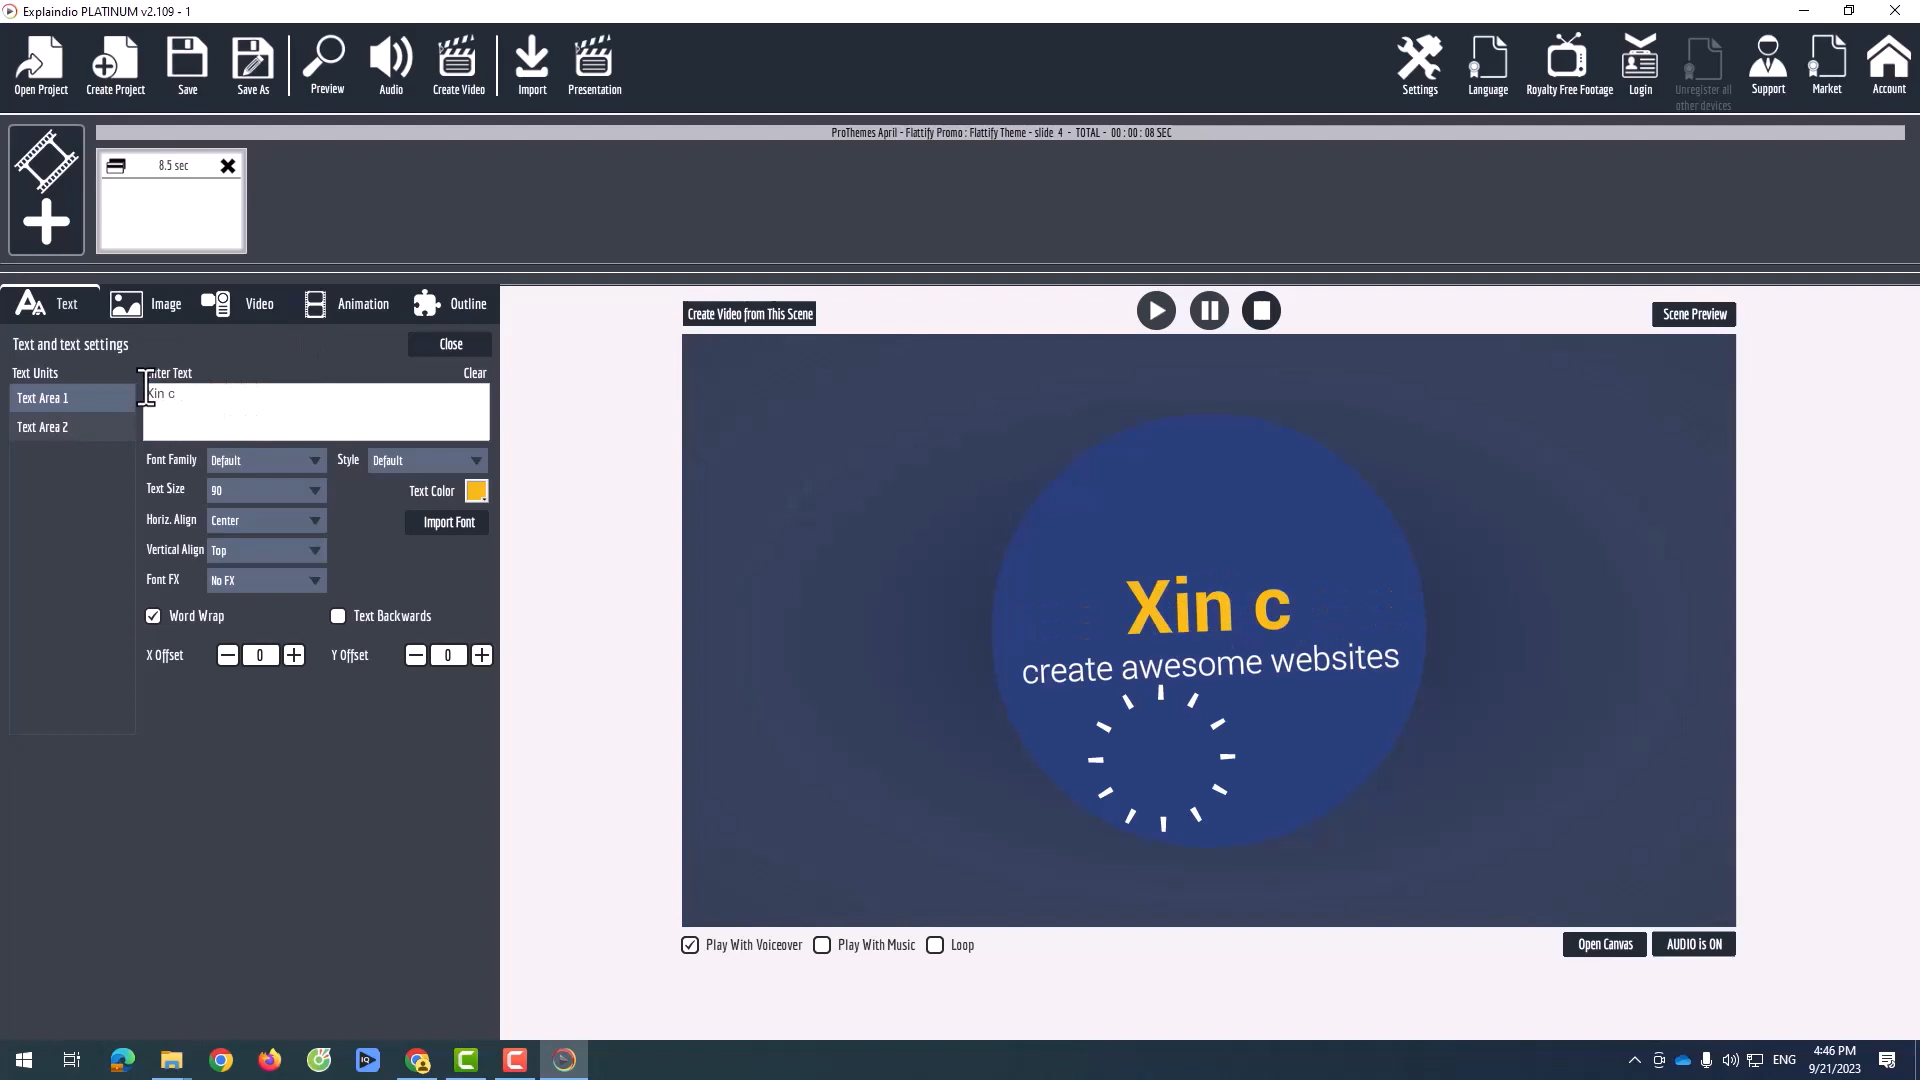 Explaindio PLATINUM v2.109 - 1
Open Project
Create Project
Save
Save As
Preview
Audio
Create Video
Import
Presentation
Settings
Language
Royalty Free Footage
Login
Unregister all
other devices
Support
Market
Account
ProThemes April - Flattify Promo : Flattify Theme - slide 4 - TOTAL - 00 : 00 : 08 SEC
8.5 sec
Text
Image
Video
Animation
Outline
Create Video from This Scene
Scene Preview
Text and text settings
Close
Text Units
Text
Clear
Text Area 1
Xin c
Text Area 2
Font Family
Default
Style
Default
Text Size
90
Text Color
Horiz. Align
Center
Import Font
Vertical Align
Top
Font FX
No FX
Word Wrap
Text Backwards
X Offset
0
Y Offset
0
Xin c
create awesome websites
Play With Voiceover
Play With Music
Loop
Open Canvas
AUDIO is ON
IQ
ENG
4:46 PM
9/21/2023